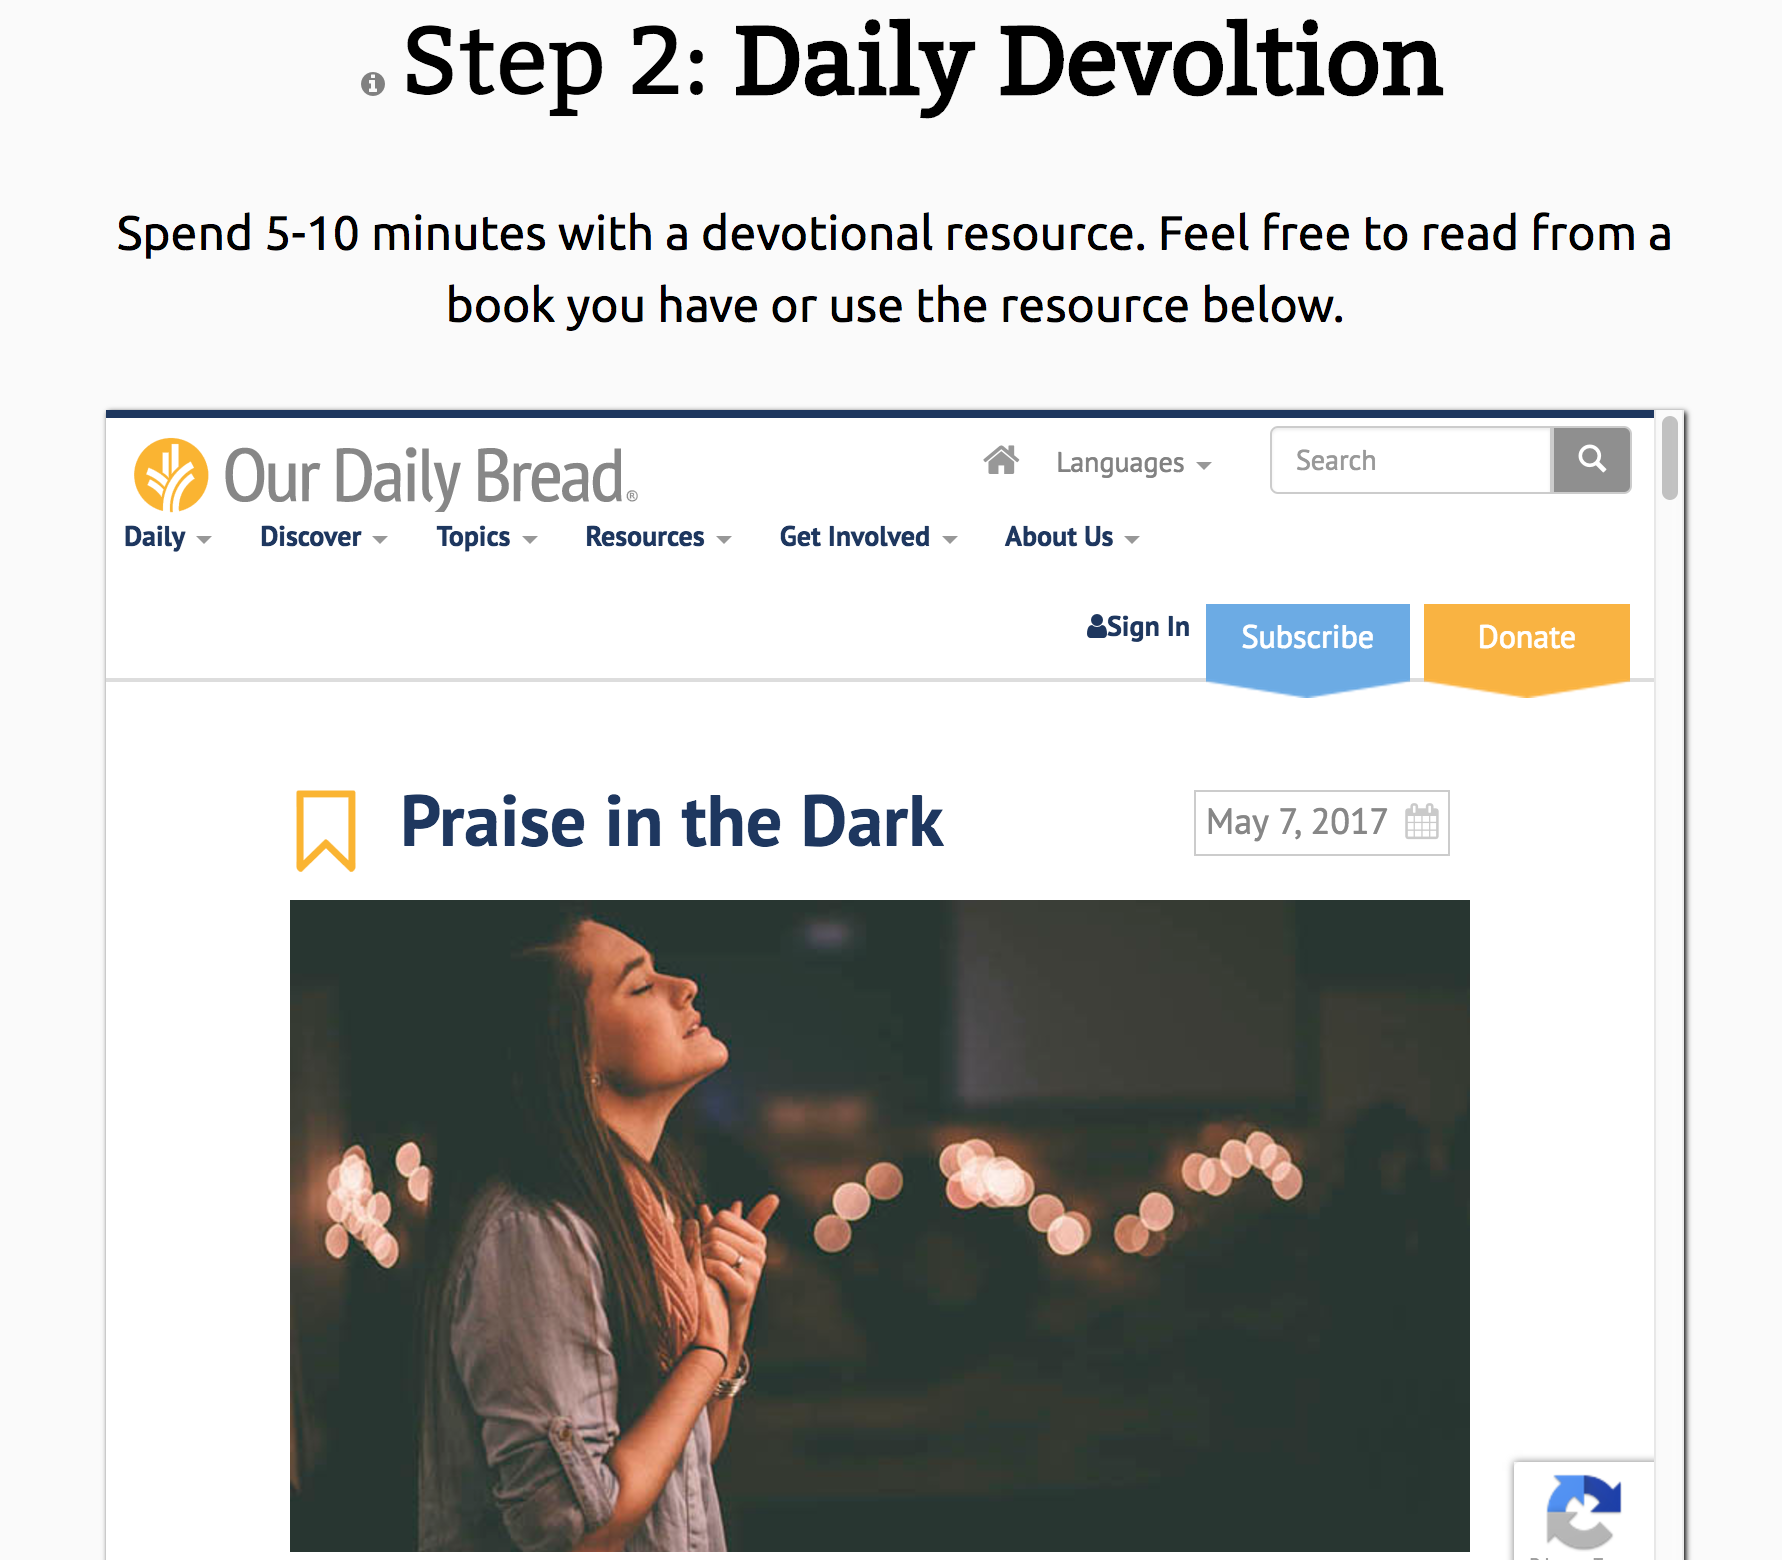 Step 2: Daily Devoltion
Spend 5-10 minutes with a devotional resource. Feel free to read from a
book you have or use the resource below.
Our Daily Bread®
Languages
Search
Daily
Discover
Topics
Resources
Get Involved
About Us
Sign In
Subscribe
Donate
Praise in the Dark
May 7, 2017